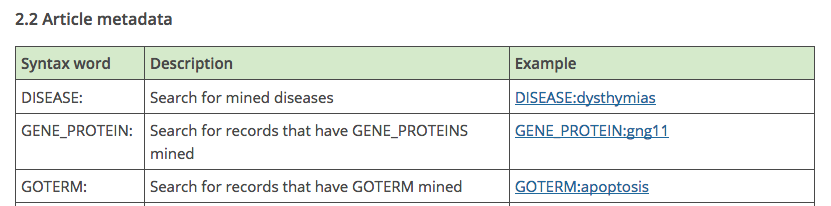 2.2 Article metadata
Syntax word Description Example
DISEASE: Search for mined diseases DISEASE:dysthymias
GENE_PROTEIN: Search for records that have GENE_PROTEINS GENE_PROTEIN:gng11
mined
GOTERM: Search for records that have GOTERM mined GOTERM:apoptosis